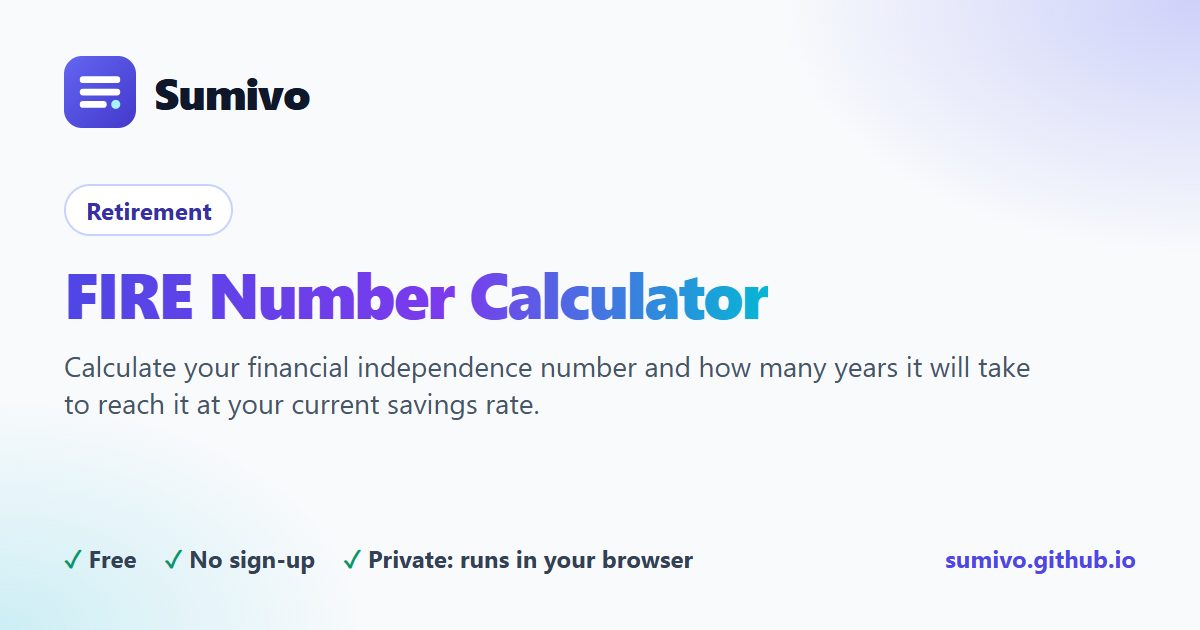 Sumivo
Retirement
FIRE Number Calculator
Calculate your financial independence number and how many years it will take
to reach it at your current savings rate.
✓ Free ✓ No sign-up ✓ Private: runs in your browser
sumivo.github.io